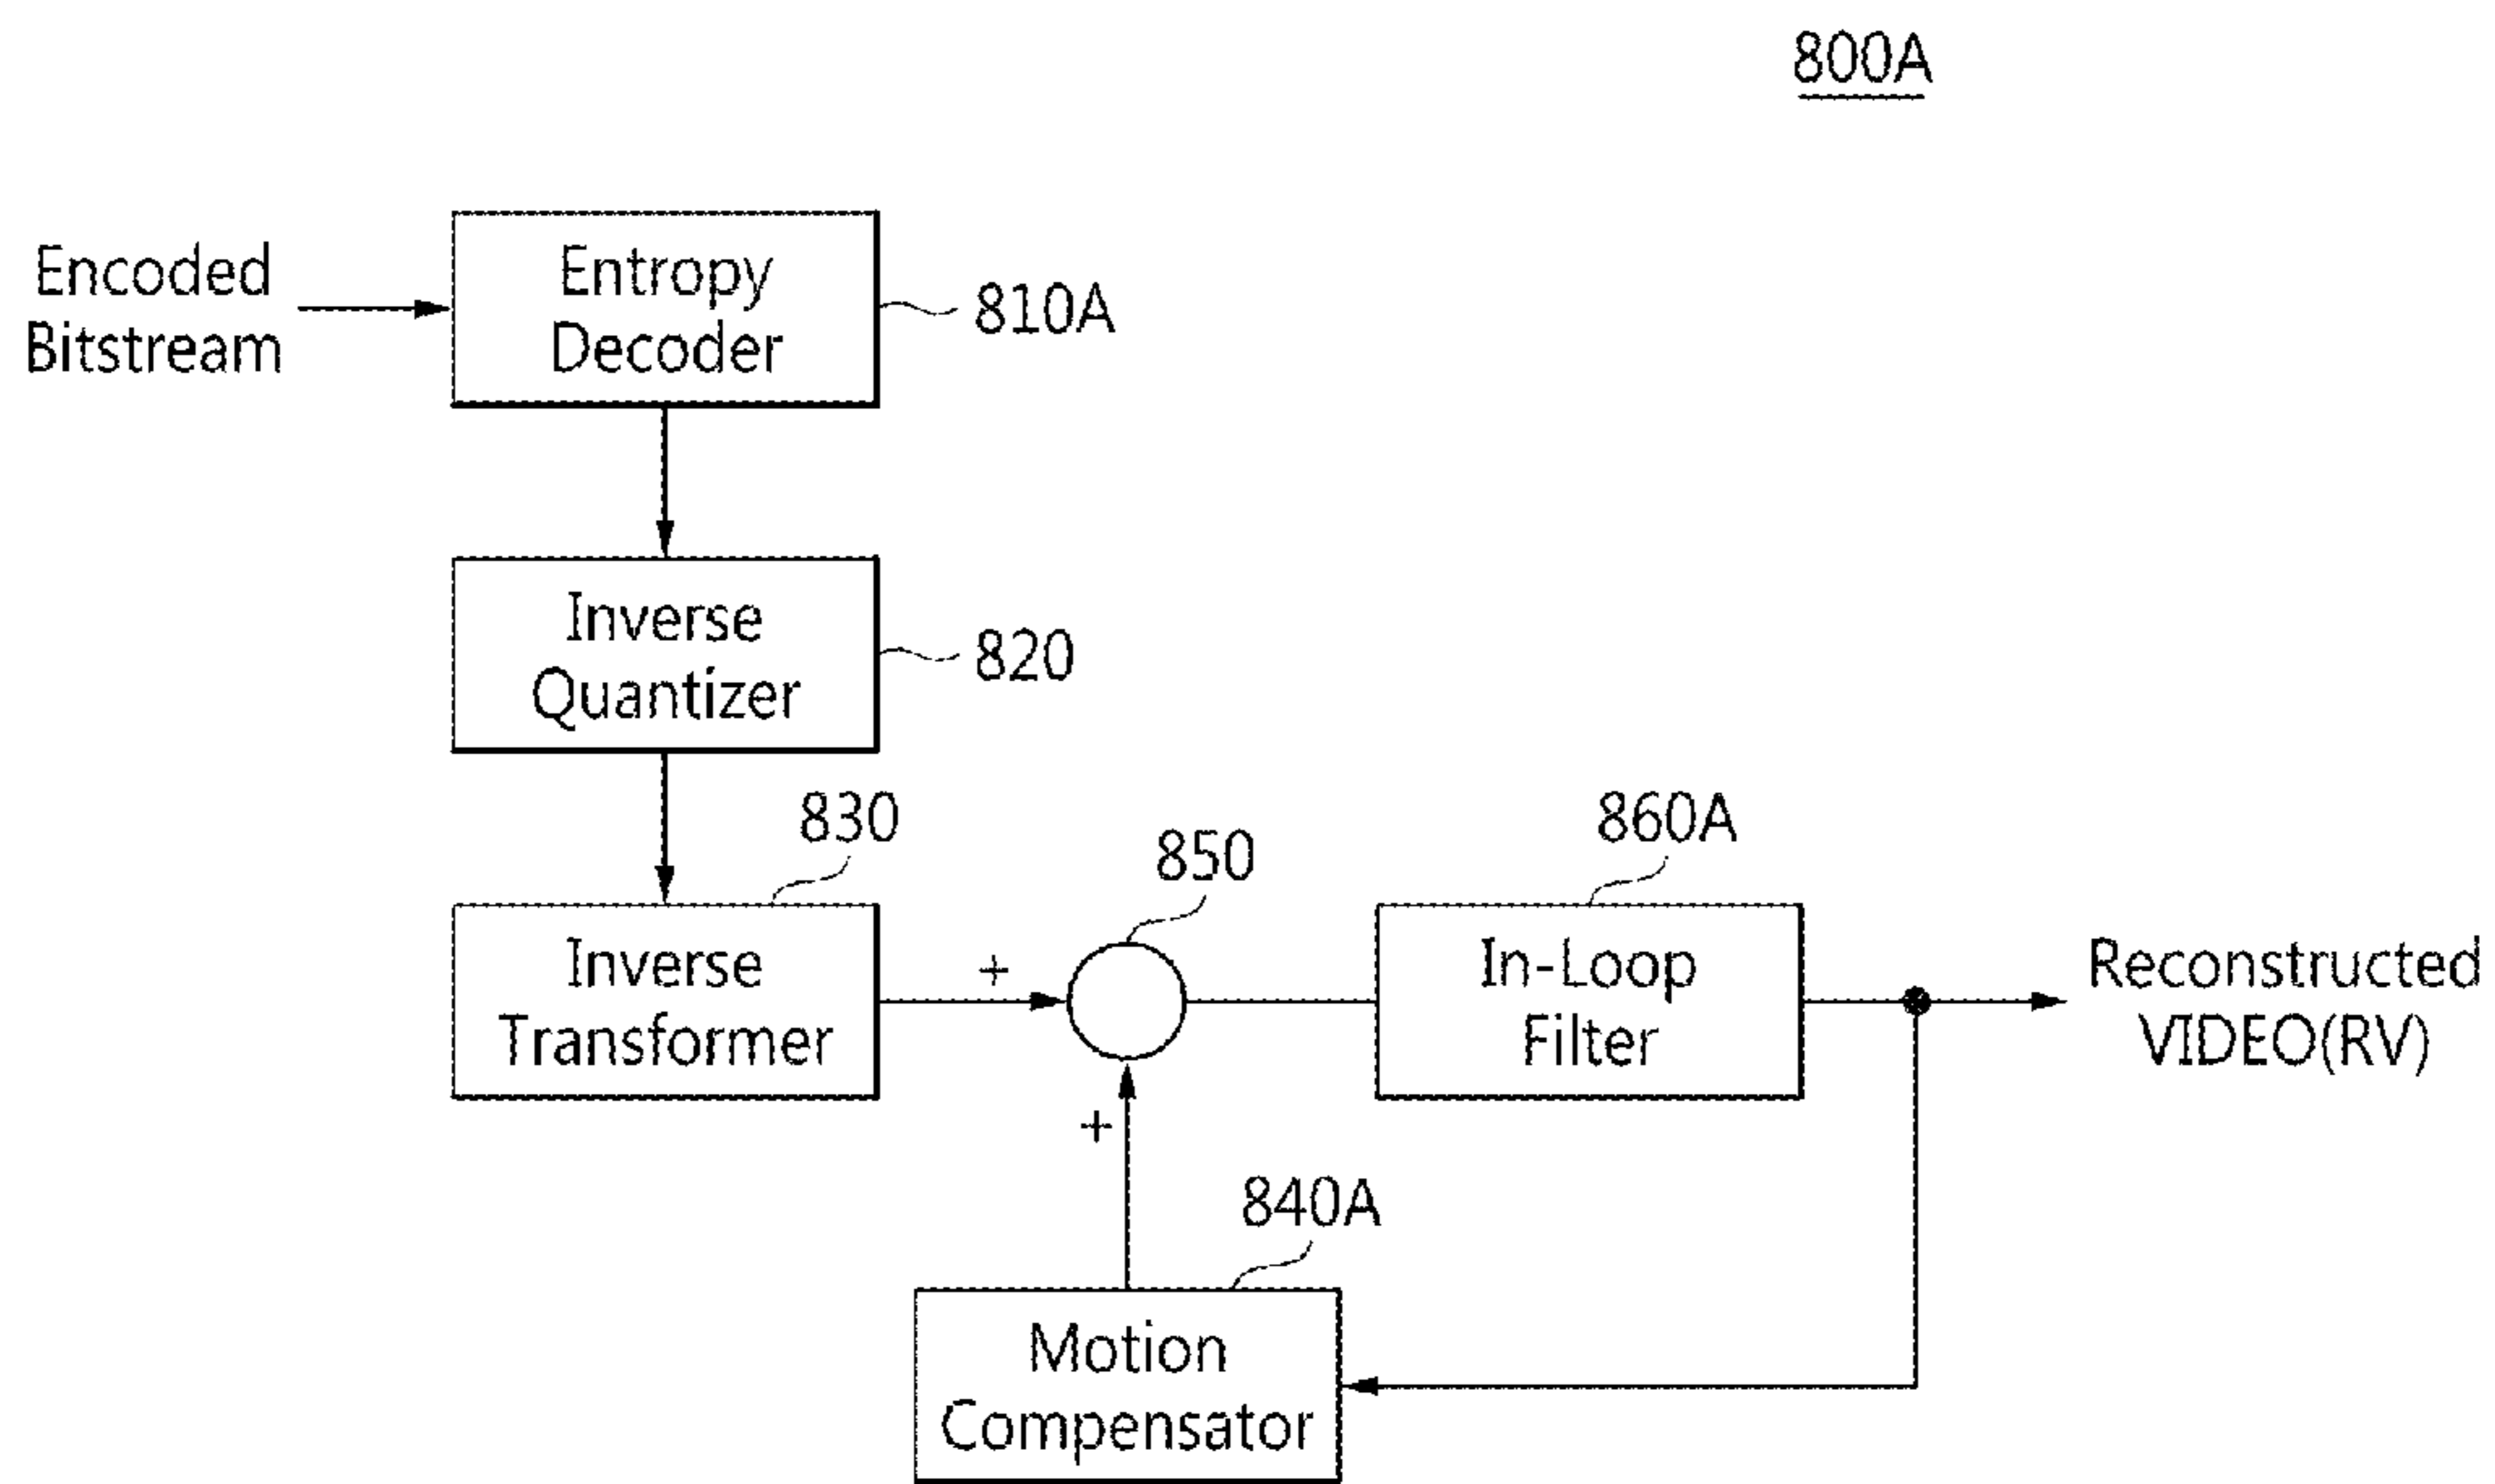 800A
Encoded
Bitstream
Entropy
Decoder
810A
Inverse
Quantizer
820
830
Inverse
Transformer
+
850
+
860A
In-Loop
Filter
Reconstructed
VIDEO(RV)
840A
Motion
Compensator